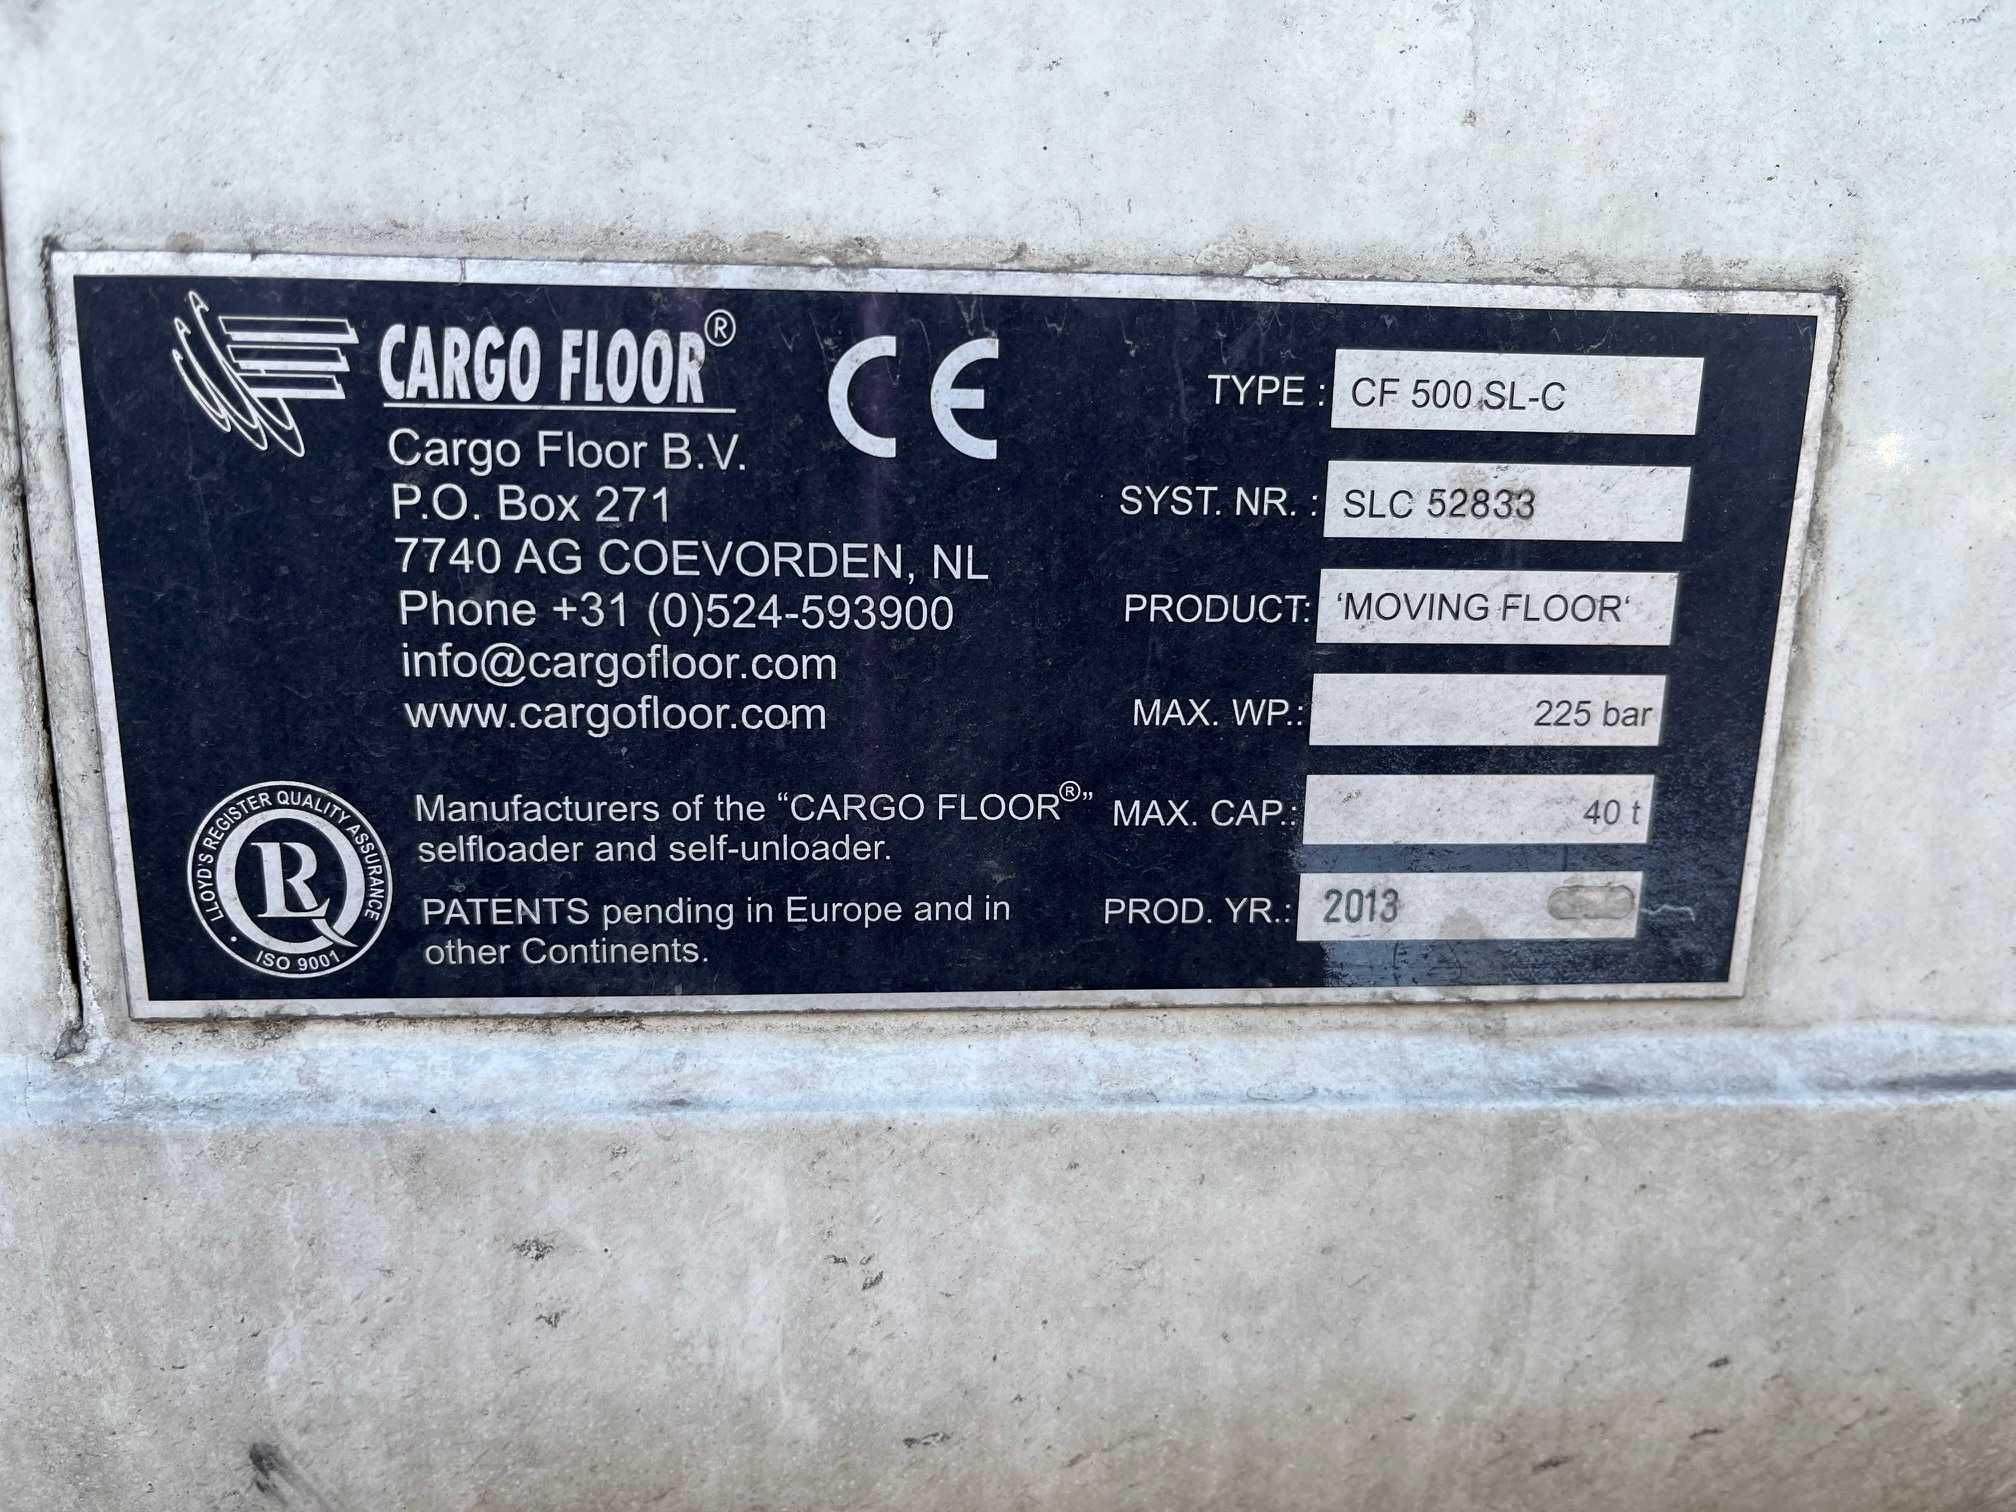 CARGO FLOOR®
Cargo Floor B.V.
P.O. Box 271
7740 AG COEVORDEN, NL
Phone +31 (0)524-593900
info@cargofloor.com
www.cargofloor.com
Manufacturers of the “CARGO FLOOR®”
selfloader and self-unloader.
PATENTS pending in Europe and in
other Continents.
LLOYD'S REGISTER QUALITY ASSURANCE
LRQ
• ISO 9001
CE
TYPE : CF 500 SL-C
SYST. NR. : SLC 52833
PRODUCT: ‘MOVING FLOOR‘
MAX. WP.: 225 bar
MAX. CAP.: 40 t
PROD. YR.: 2013